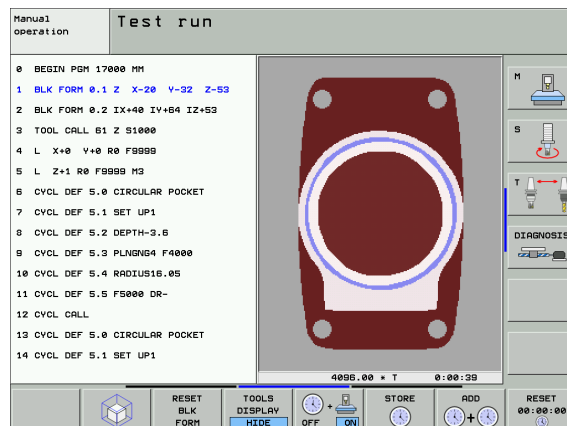 Manual
operation
Test run
0 BEGIN PGM 17000 MM
1 BLK FORM 0.1 Z X-20 Y-32 Z-53
2 BLK FORM 0.2 IX+40 IY+64 IZ+53
3 TOOL CALL 61 Z S1000
4 L X+0 Y+0 R0 F9999
5 L Z+1 R0 F9999 M3
6 CYCL DEF 5.0 CIRCULAR POCKET
7 CYCL DEF 5.1 SET UP1
8 CYCL DEF 5.2 DEPTH-3.6
9 CYCL DEF 5.3 PLNGNG4 F4000
10 CYCL DEF 5.4 RADIUS16.05
11 CYCL DEF 5.5 F5000 DR-
12 CYCL CALL
13 CYCL DEF 5.0 CIRCULAR POCKET
14 CYCL DEF 5.1 SET UP1
4096.00 * T 0:00:39
M
S
T
DIAGNOSIS
RESET
BLK
FORM
TOOLS
DISPLAY
HIDE
+
OFF ON
STORE
ADD
+
RESET
00:00:00